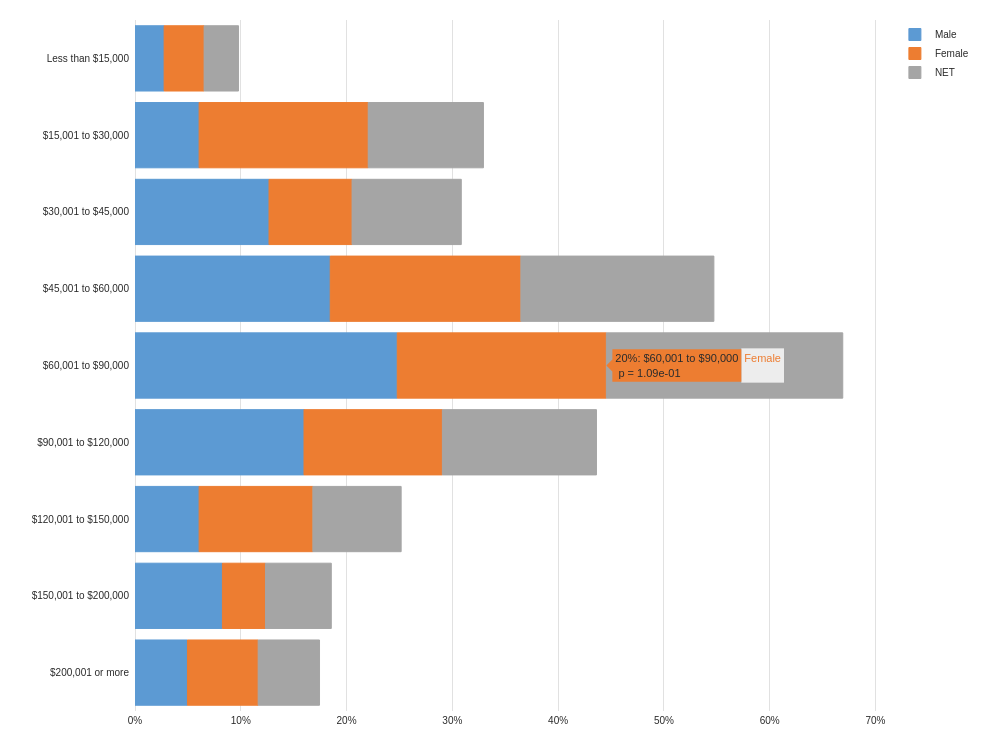 Less than $15,000
$15,001 to $30,000
$30,001 to $45,000
$45,001 to $60,000
$60,001 to $90,000
$90,001 to $120,000
$120,001 to $150,000
$150,001 to $200,000
$200,001 or more
20%: $60,001 to $90,000 Female
p = 1.09e-01
0% 10% 20% 30% 40% 50% 60% 70%
Male
Female
NET